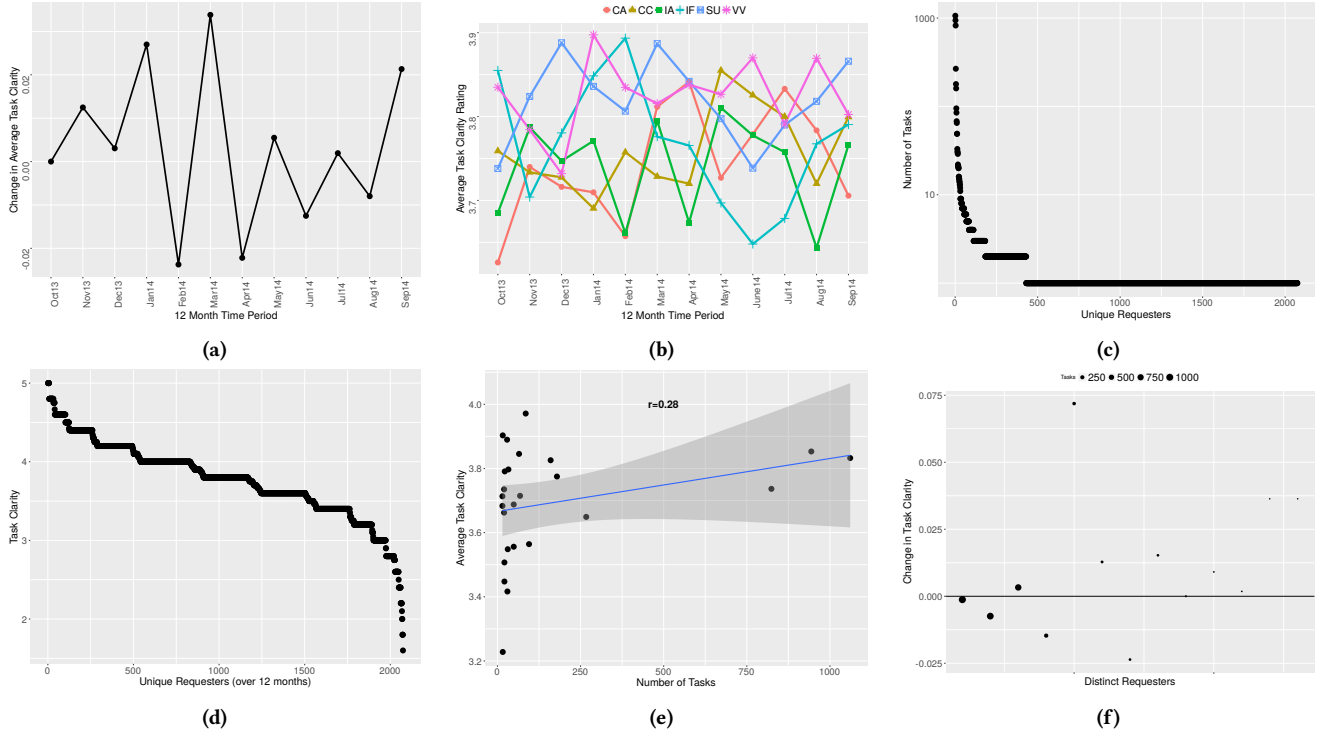 Change in Average Task Clarity
0.02
0.00
-0.02
Oct13
Nov13
Dec13
Jan14
Feb14
Mar14
Apr14
May14
Jun14
Jul14
Aug14
Sep14
12 Month Time Period
(a)
CA CC IA IF SU VV
Average Task Clarity Rating
3.9
3.8
3.7
Oct13
Nov13
Dec13
Jan14
Feb14
Mar14
Apr14
May14
June14
Jul14
Aug14
Sep14
12 Month Time Period
(b)
Number of Tasks
1000
10
0 500 1000 1500 2000
Unique Requesters
(c)
Task Clarity
5
4
3
2
0 500 1000 1500 2000
Unique Requesters (over 12 months)
(d)
Average Task Clarity
4.0
3.8
3.6
3.4
3.2
r=0.28
0 250 500 750 1000
Number of Tasks
(e)
Tasks 250 500 750 1000
Change in Task Clarity
0.075
0.050
0.025
0.000
-0.025
Distinct Requesters
(f)